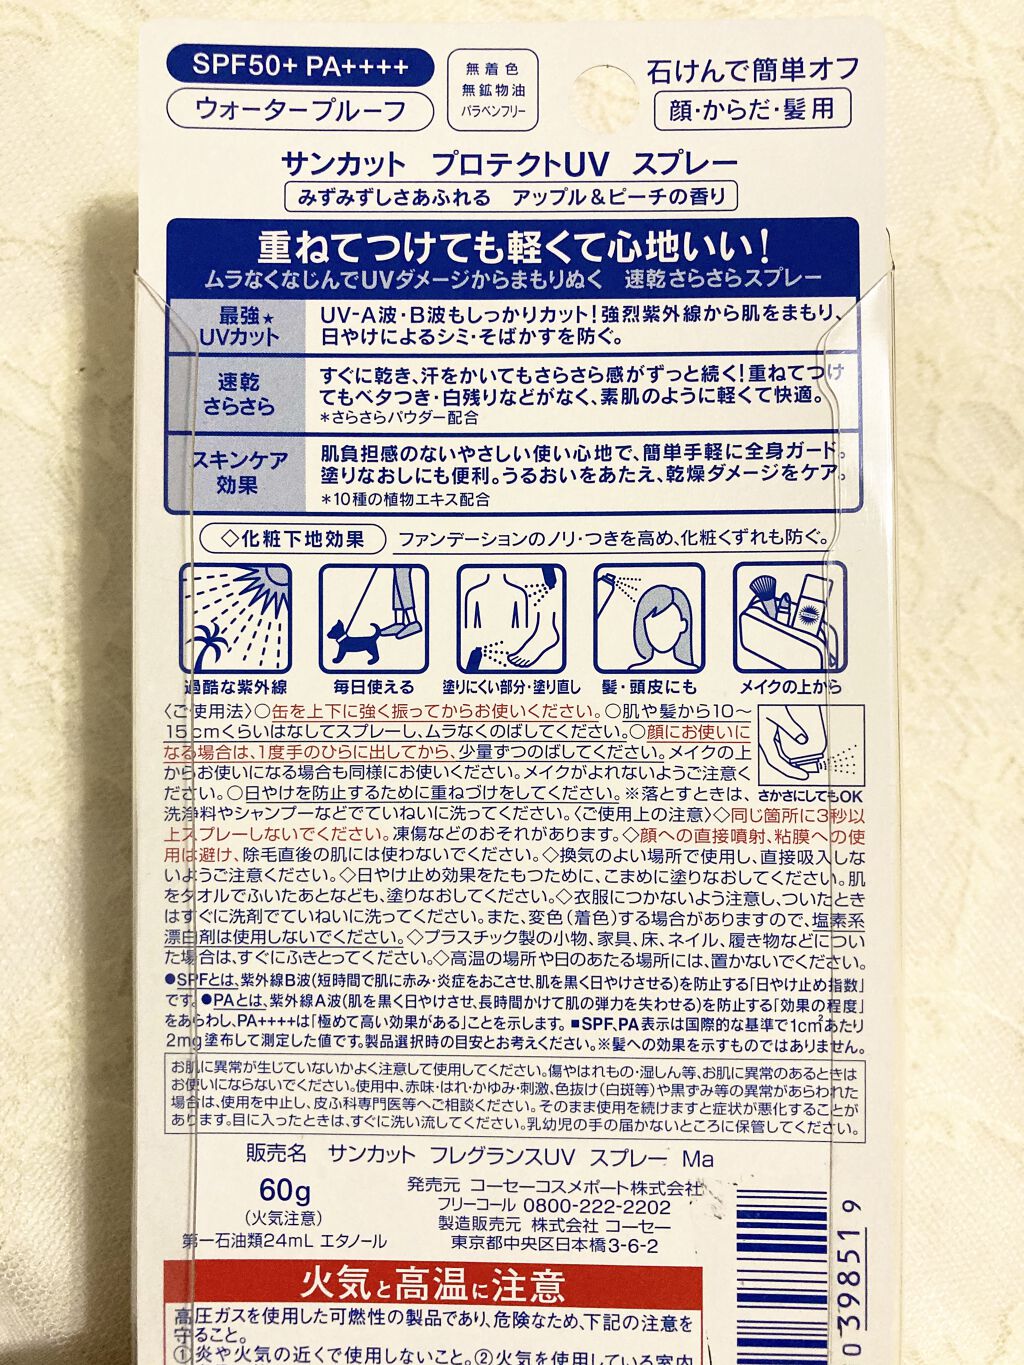 SPF50+ PA++++
ウォータープルーフ
無着色
無鉱物油
パラベンフリー
石けんで簡単オフ
顔・からだ・髪用
サンカット プロテクトUV スプレー
みずみずしさあふれる アップル&ピーチの香り
重ねてつけても軽くて心地いい!
ムラなくなじんでUVダメージからまもりぬく 速乾さらさらスプレー
最強★
UVカット
UV-A波・B波もしっかりカット!強烈紫外線から肌をまもり、
日やけによるシミ・そばかすを防ぐ。
速乾
さらさら
すぐに乾き、汗をかいてもさらさら感がずっと続く!重ねてつけ
てもベタつき・白残りなどがなく、素肌のように軽くて快適。
*さらさらパウダー配合
スキンケア
効果
肌負担感のないやさしい使い心地で、簡単手軽に全身ガード。
塗りなおしにも便利。うるおいをあたえ、乾燥ダメージをケア。
*10種の植物エキス配合
◇化粧下地効果
ファンデーションのノリ・つきを高め、化粧くずれも防ぐ。
過酷な紫外線
毎日使える
塗りにくい部分・塗り直し
髪・頭皮にも
メイクの上から
〈ご使用法〉○缶を上下に強く振ってからお使いください。○肌や髪から10〜
15cmくらいはなしてスプレーし、ムラなくのばしてください。○顔にお使いに
なる場合は、1度手のひらに出してから、少量ずつのばしてください。メイクの上
からお使いになる場合も同様にお使いください。メイクがよれないようご注意く
ださい。○日やけを防止するために重ねづけをしてください。※落とすときは、
さかさにしてもOK
洗浄料やシャンプーなどでていねいに洗ってください。〈ご使用上の注意〉◇同じ箇所に3秒以
上スプレーしないでください。凍傷などのおそれがあります。◇顔への直接噴射、粘膜への使
用は避け、除毛直後の肌には使わないでください。◇換気のよい場所で使用し、直接吸入しな
いようご注意ください。◇日やけ止め効果をたもつために、こまめに塗りなおしてください。肌
をタオルでふいたあとなども、塗りなおしてください。◇衣服につかないよう注意し、ついたとき
はすぐに洗剤でていねいに洗ってください。また、変色(着色)する場合がありますので、塩素系
漂白剤は使用しないでください。◇プラスチック製の小物、家具、床、ネイル、履き物などについ
た場合は、すぐにふきとってください。◇高温の場所や日のあたる場所には、置かないでください。
●SPFとは、紫外線B波(短時間で肌に赤み・炎症をおこさせ、肌を黒く日やけさせる)を防止する「日やけ止め指数」
です。●PAとは、紫外線A波(肌を黒く日やけさせ、長時間かけて肌の弾力を失わせる)を防止する「効果の程度」
をあらわし、PA++++は「極めて高い効果がある」ことを示します。■SPF、PA表示は国際的な基準で1c㎡あたり
2mg塗布して測定した値です。製品選択時の目安とお考えください。※髪への効果を示すものではありません。
お肌に異常が生じていないかよく注意して使用してください。傷やはれもの・湿しん等、お肌に異常のあるときは
お使いにならないでください。使用中、赤味・はれ・かゆみ・刺激、色抜け(白斑等)や黒ずみ等の異常があらわれた
場合は、使用を中止し、皮ふ科専門医等へご相談ください。そのまま使用を続けますと症状が悪化することが
あります。目に入ったときは、すぐに洗い流してください。乳幼児の手の届かないところに保管してください。
販売名 サンカット フレグランスUV スプレー Ma
60g
(火気注意)
第一石油類24mL エタノール
発売元 コーセーコスメポート株式会社
フリーコール 0800-222-2202
製造販売元 株式会社 コーセー
東京都中央区日本橋3-6-2
火気と高温に注意
高圧ガスを使用した可燃性の製品であり、危険なため、下記の注意を
守ること。
①炎や火気の近くで使用しないこと。②火気を使用している室内
0 398519